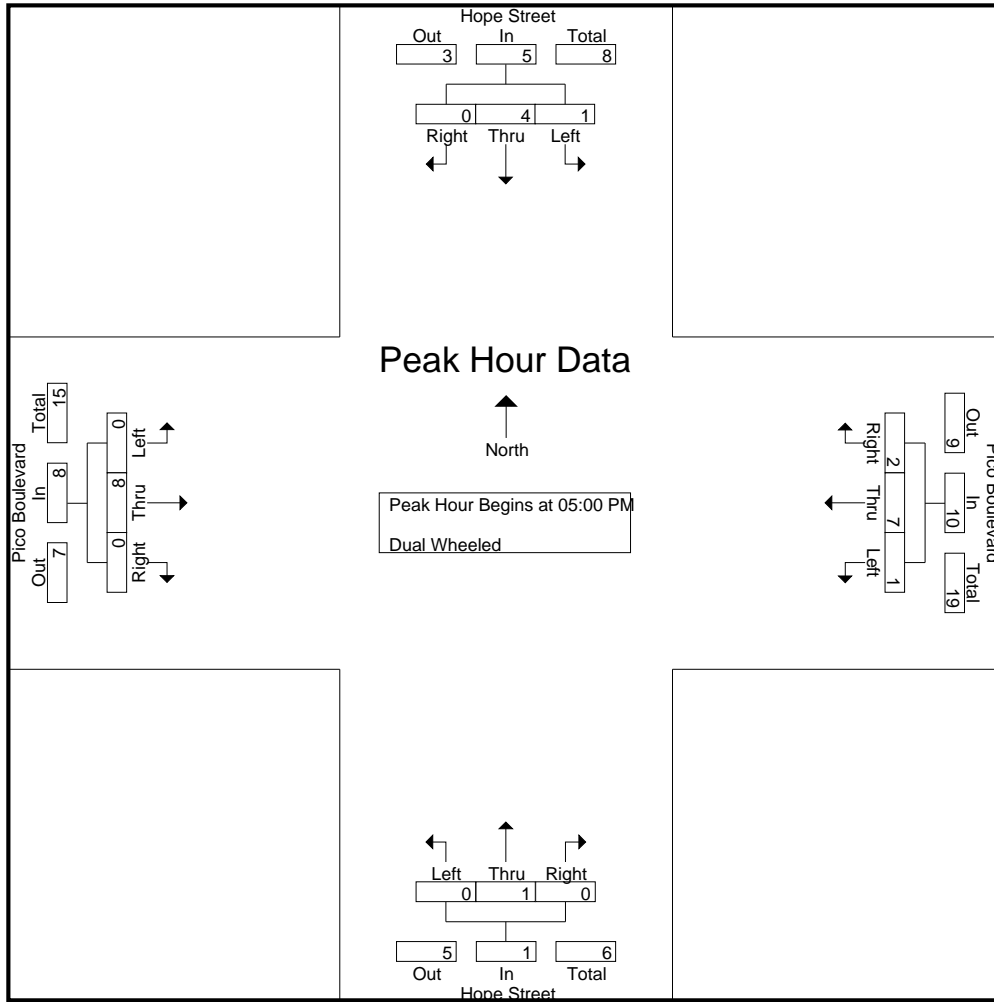 Hope Street
Out In Total
3 5 8
0 4 1
Right Thru Left
Peak Hour Data
North
Peak Hour Begins at 05:00 PM
Dual Wheeled
Pico Boulevard
Total In Out
15 8 7
0 8 0
Left Thru Right
Pico Boulevard
Out In Total
9 10 19
2 7 1
Right Thru Left
Left Thru Right
0 1 0
5 1 6
Out In Total
Hope Street